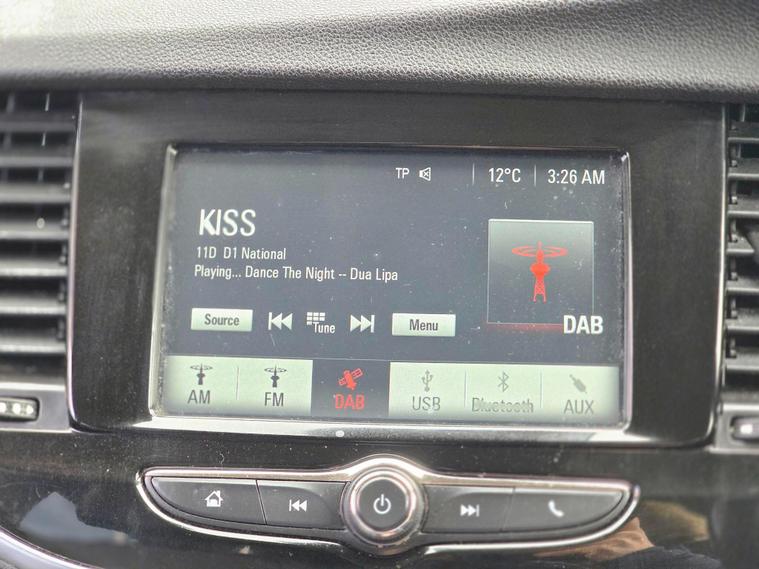 TP 12°C 3:26 AM
KISS
11D D1 National
Playing... Dance The Night -- Dua Lipa
Source Tune Menu
DAB
AM FM DAB USB Bluetooth AUX